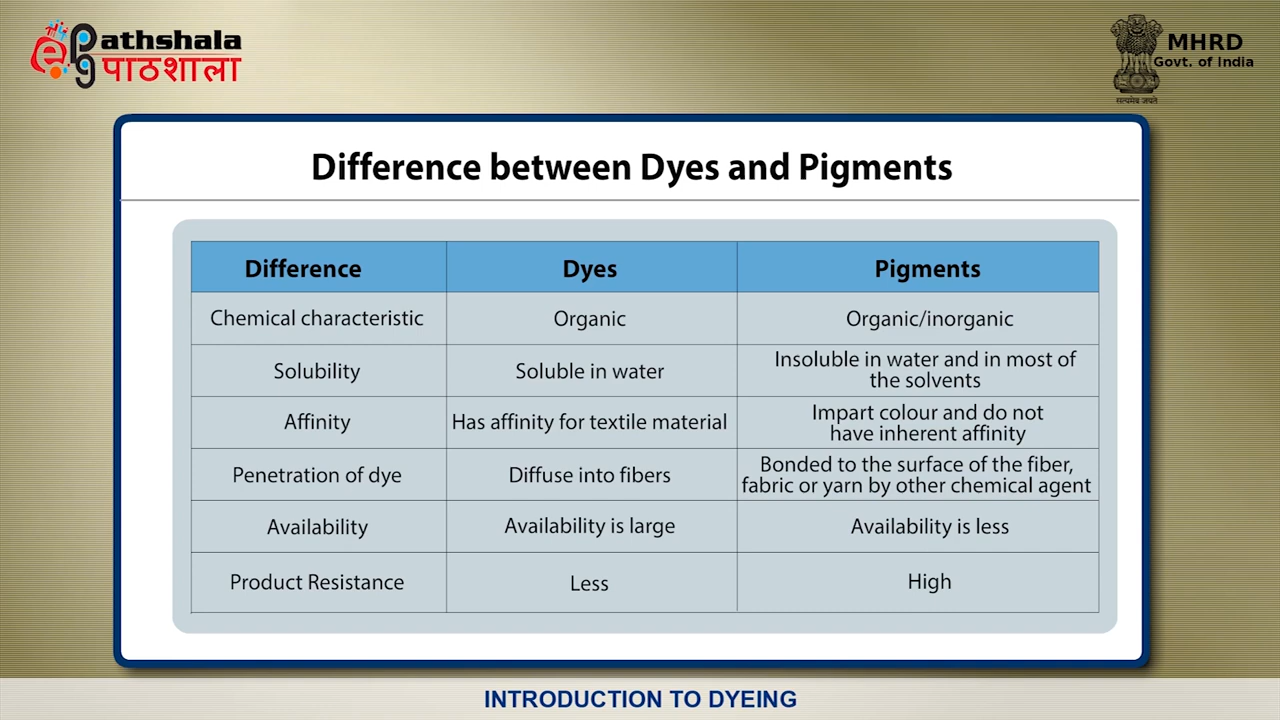 e pg Pathshala
पाठशाला
MHRD
Govt. of India
सत्यमेव जयते
Difference between Dyes and Pigments
Difference Dyes Pigments
Chemical characteristic Organic Organic/inorganic
Solubility Soluble in water Insoluble in water and in most of
the solvents
Affinity Has affinity for textile material Impart colour and do not
have inherent affinity
Penetration of dye Diffuse into fibers Bonded to the surface of the fiber,
fabric or yarn by other chemical agent
Availability Availability is large Availability is less
Product Resistance Less High
INTRODUCTION TO DYEING